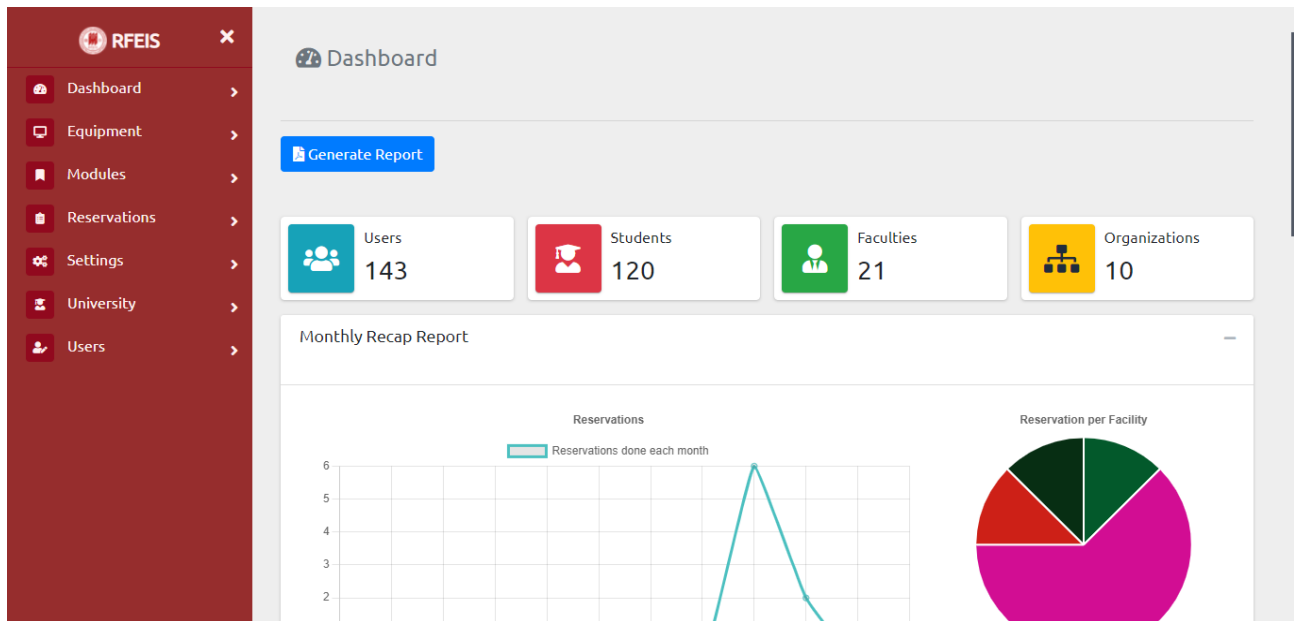 RFEIS
Dashboard
Equipment
Modules
Reservations
Settings
University
Users
Dashboard
Generate Report
Users
143
Students
120
Faculties
21
Organizations
10
Monthly Recap Report
Reservations
Reservations done each month
6
5
4
3
2
Reservation per Facility